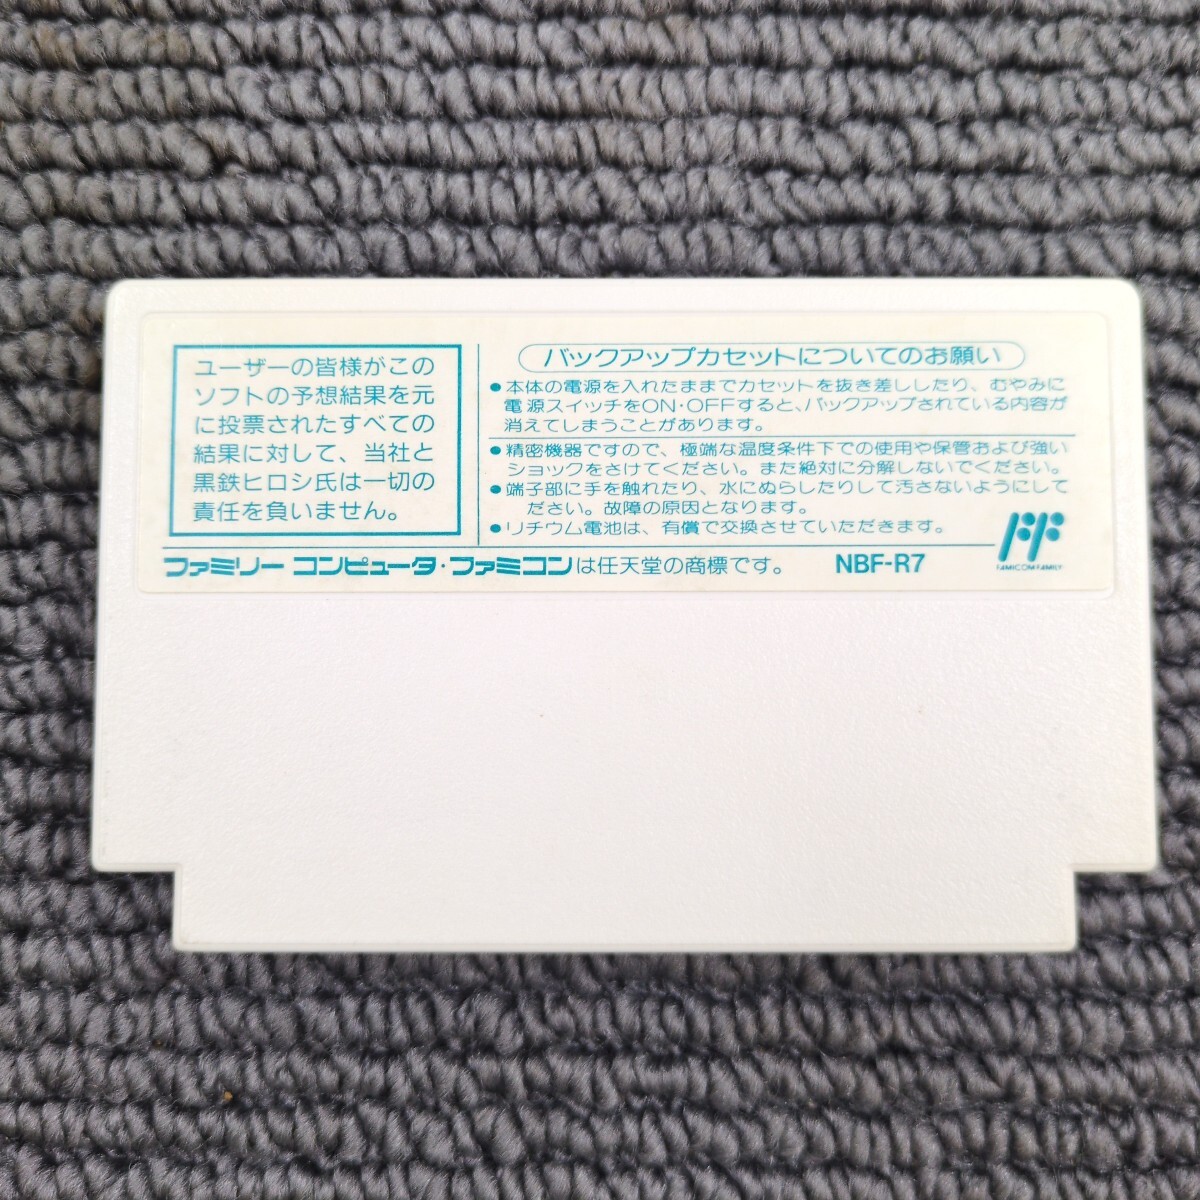 ユーザーの皆様がこの
ソフトの予想結果を元
に投票されたすべての
結果に対して、当社と
黒鉄ヒロシ氏は一切の
責任を負いません。
バックアップカセットについてのお願い
●本体の電源を入れたままでカセットを抜き差ししたり、むやみに
電源スイッチをON・OFFすると、バックアップされている内容が
消えてしまうことがあります。
●精密機器ですので、極端な温度条件下での使用や保管および強い
ショックをさけてください。また絶対に分解しないでください。
●端子部に手を触れたり、水にぬらしたりして汚さないようにして
ください。故障の原因となります。
●リチウム電池は、有償で交換させていただきます。
ファミリー コンピュータ・ファミコンは任天堂の商標です。 NBF-R7
FF
FAMICOM FAMILY